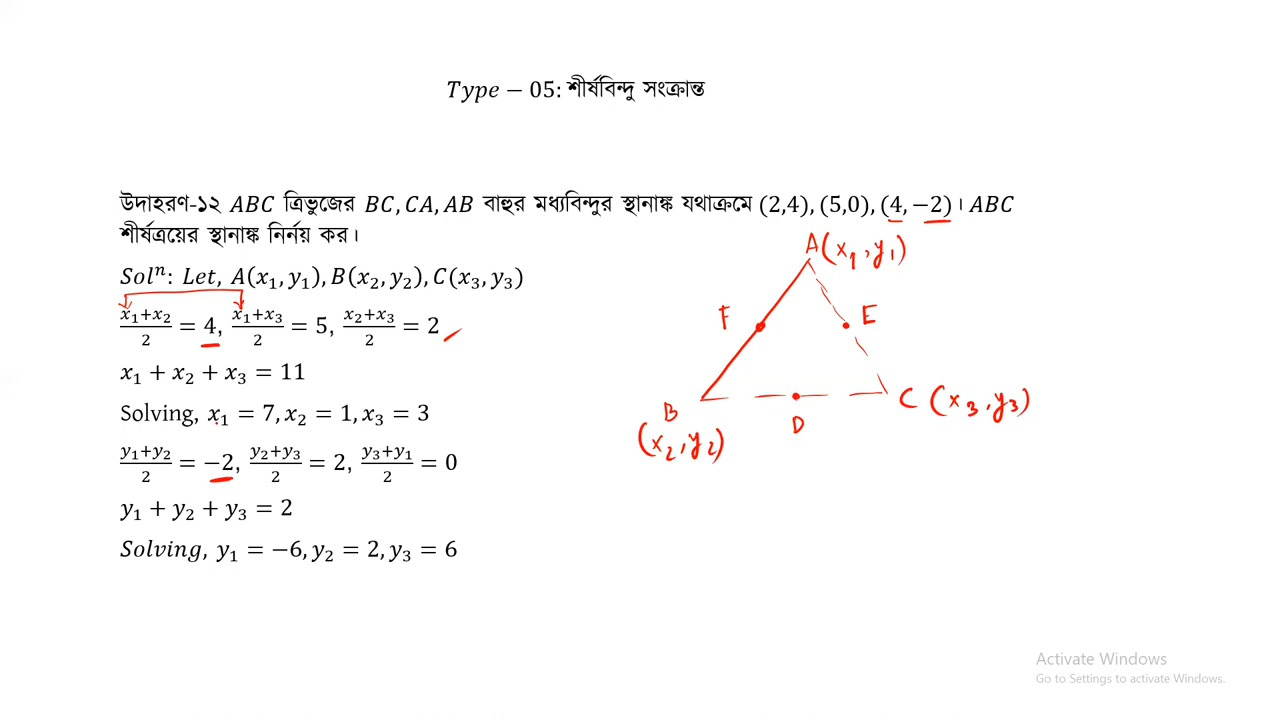 Type − 05: শীর্ষবিন্দু সংক্রান্ত
উদাহরণ-১২ ABC ত্রিভুজের BC, CA, AB বাহুর মধ্যবিন্দুর স্থানাঙ্ক যথাক্রমে (2,4), (5,0), (4, −2)। ABC
শীর্ষত্রয়ের স্থানাঙ্ক নির্নয় কর।
A(x₁, y₁)
Solⁿ: Let, A(x₁, y₁), B(x₂, y₂), C(x₃, y₃)
(x₁+x₂)/2 = 4, (x₁+x₃)/2 = 5, (x₂+x₃)/2 = 2
F E
x₁ + x₂ + x₃ = 11
Solving, x₁ = 7, x₂ = 1, x₃ = 3
B D C (x₃, y₃)
(x₂, y₂)
(y₁+y₂)/2 = −2, (y₂+y₃)/2 = 2, (y₃+y₁)/2 = 0
y₁ + y₂ + y₃ = 2
Solving, y₁ = −6, y₂ = 2, y₃ = 6
Activate Windows
Go to Settings to activate Windows.